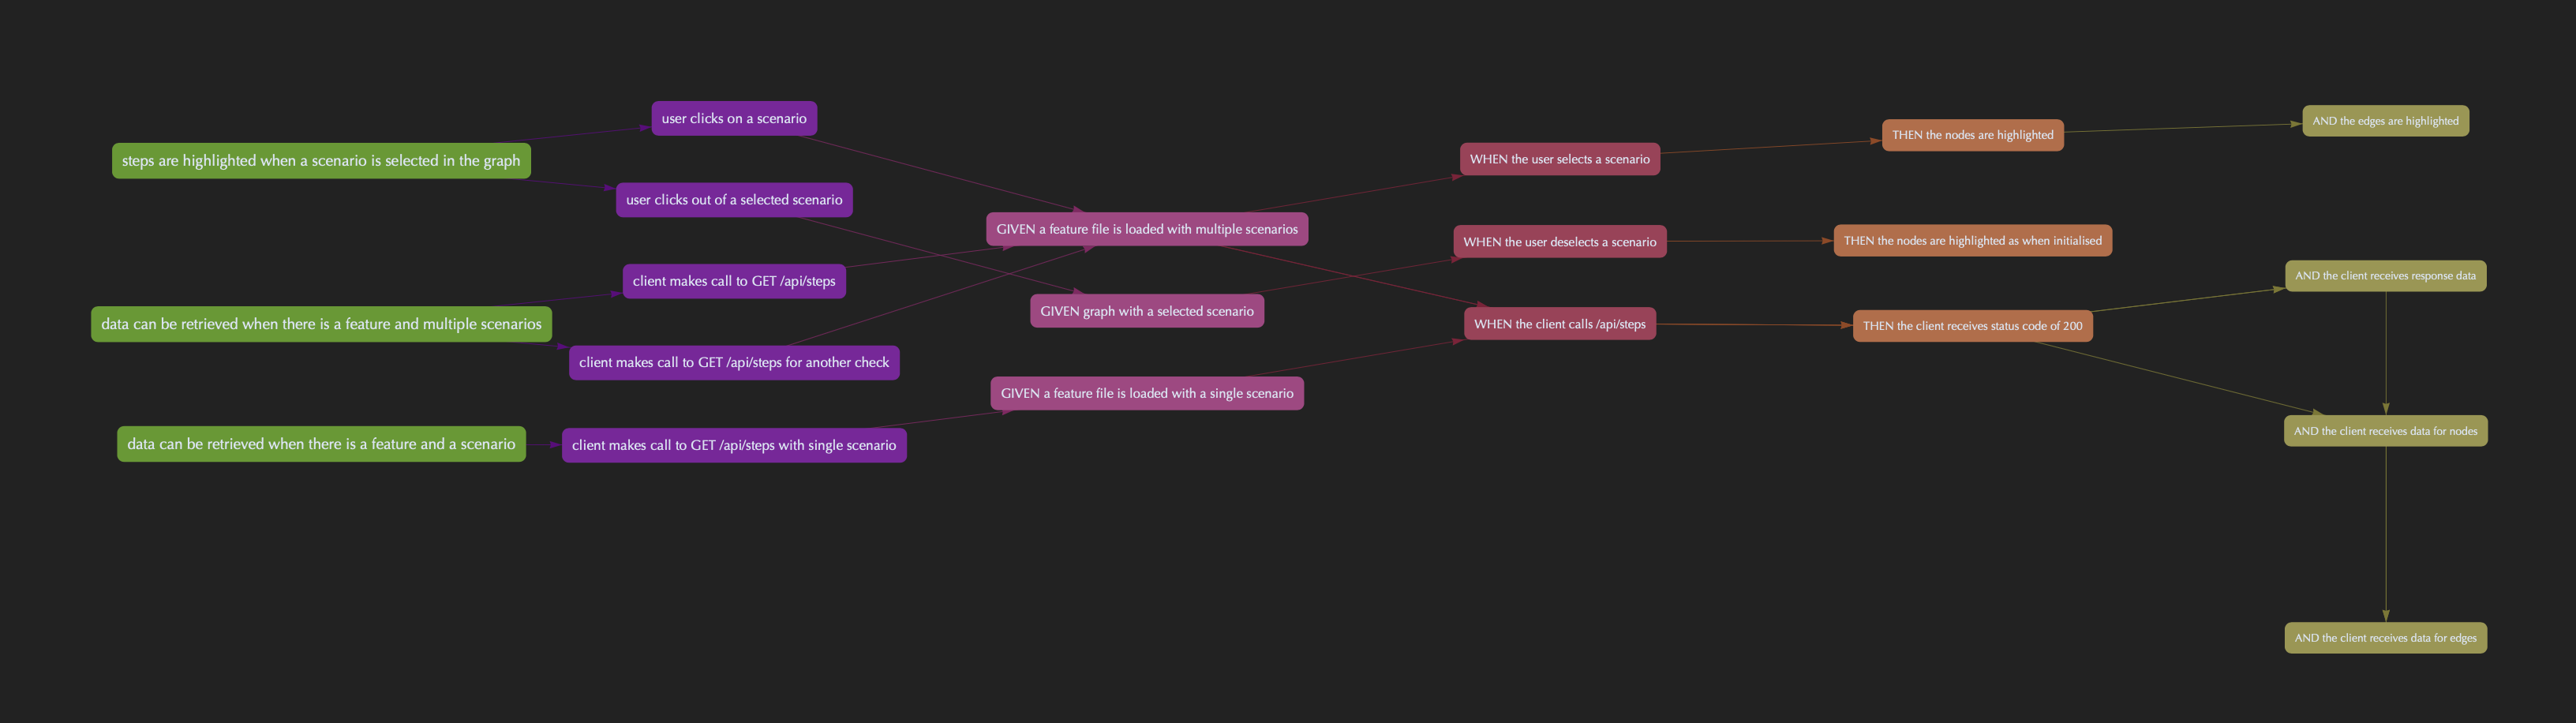 steps are highlighted when a scenario is selected in the graph
data can be retrieved when there is a feature and multiple scenarios
data can be retrieved when there is a feature and a scenario
user clicks on a scenario
user clicks out of a selected scenario
client makes call to GET /api/steps
client makes call to GET /api/steps for another check
client makes call to GET /api/steps with single scenario
GIVEN a feature file is loaded with multiple scenarios
GIVEN graph with a selected scenario
GIVEN a feature file is loaded with a single scenario
WHEN the user selects a scenario
WHEN the user deselects a scenario
WHEN the client calls /api/steps
THEN the nodes are highlighted
THEN the nodes are highlighted as when initialised
THEN the client receives status code of 200
AND the edges are highlighted
AND the client receives response data
AND the client receives data for nodes
AND the client receives data for edges